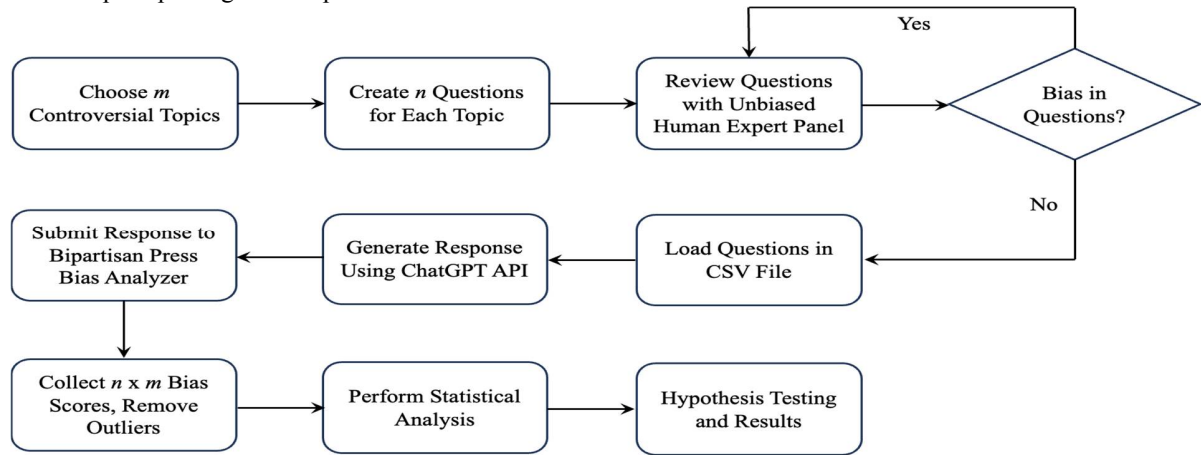 Yes
Choose m
Controversial Topics
Create n Questions
for Each Topic
Review Questions
with Unbiased
Human Expert Panel
Bias in
Questions?
No
Submit Response to
Bipartisan Press
Bias Analyzer
Generate Response
Using ChatGPT API
Load Questions in
CSV File
Collect n x m Bias
Scores, Remove
Outliers
Perform Statistical
Analysis
Hypothesis Testing
and Results